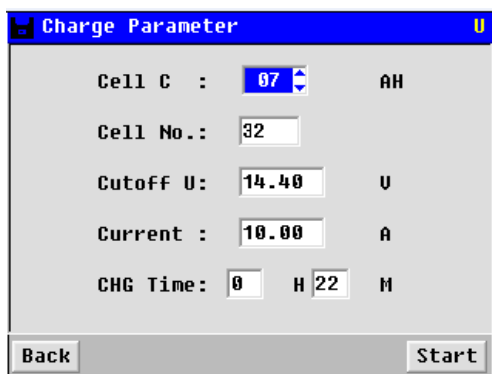 Charge Parameter U
Cell C : 07 AH
Cell No.: 32
Cutoff U: 14.40 V
Current : 10.00 A
CHG Time: 0 H 22 M
Back Start